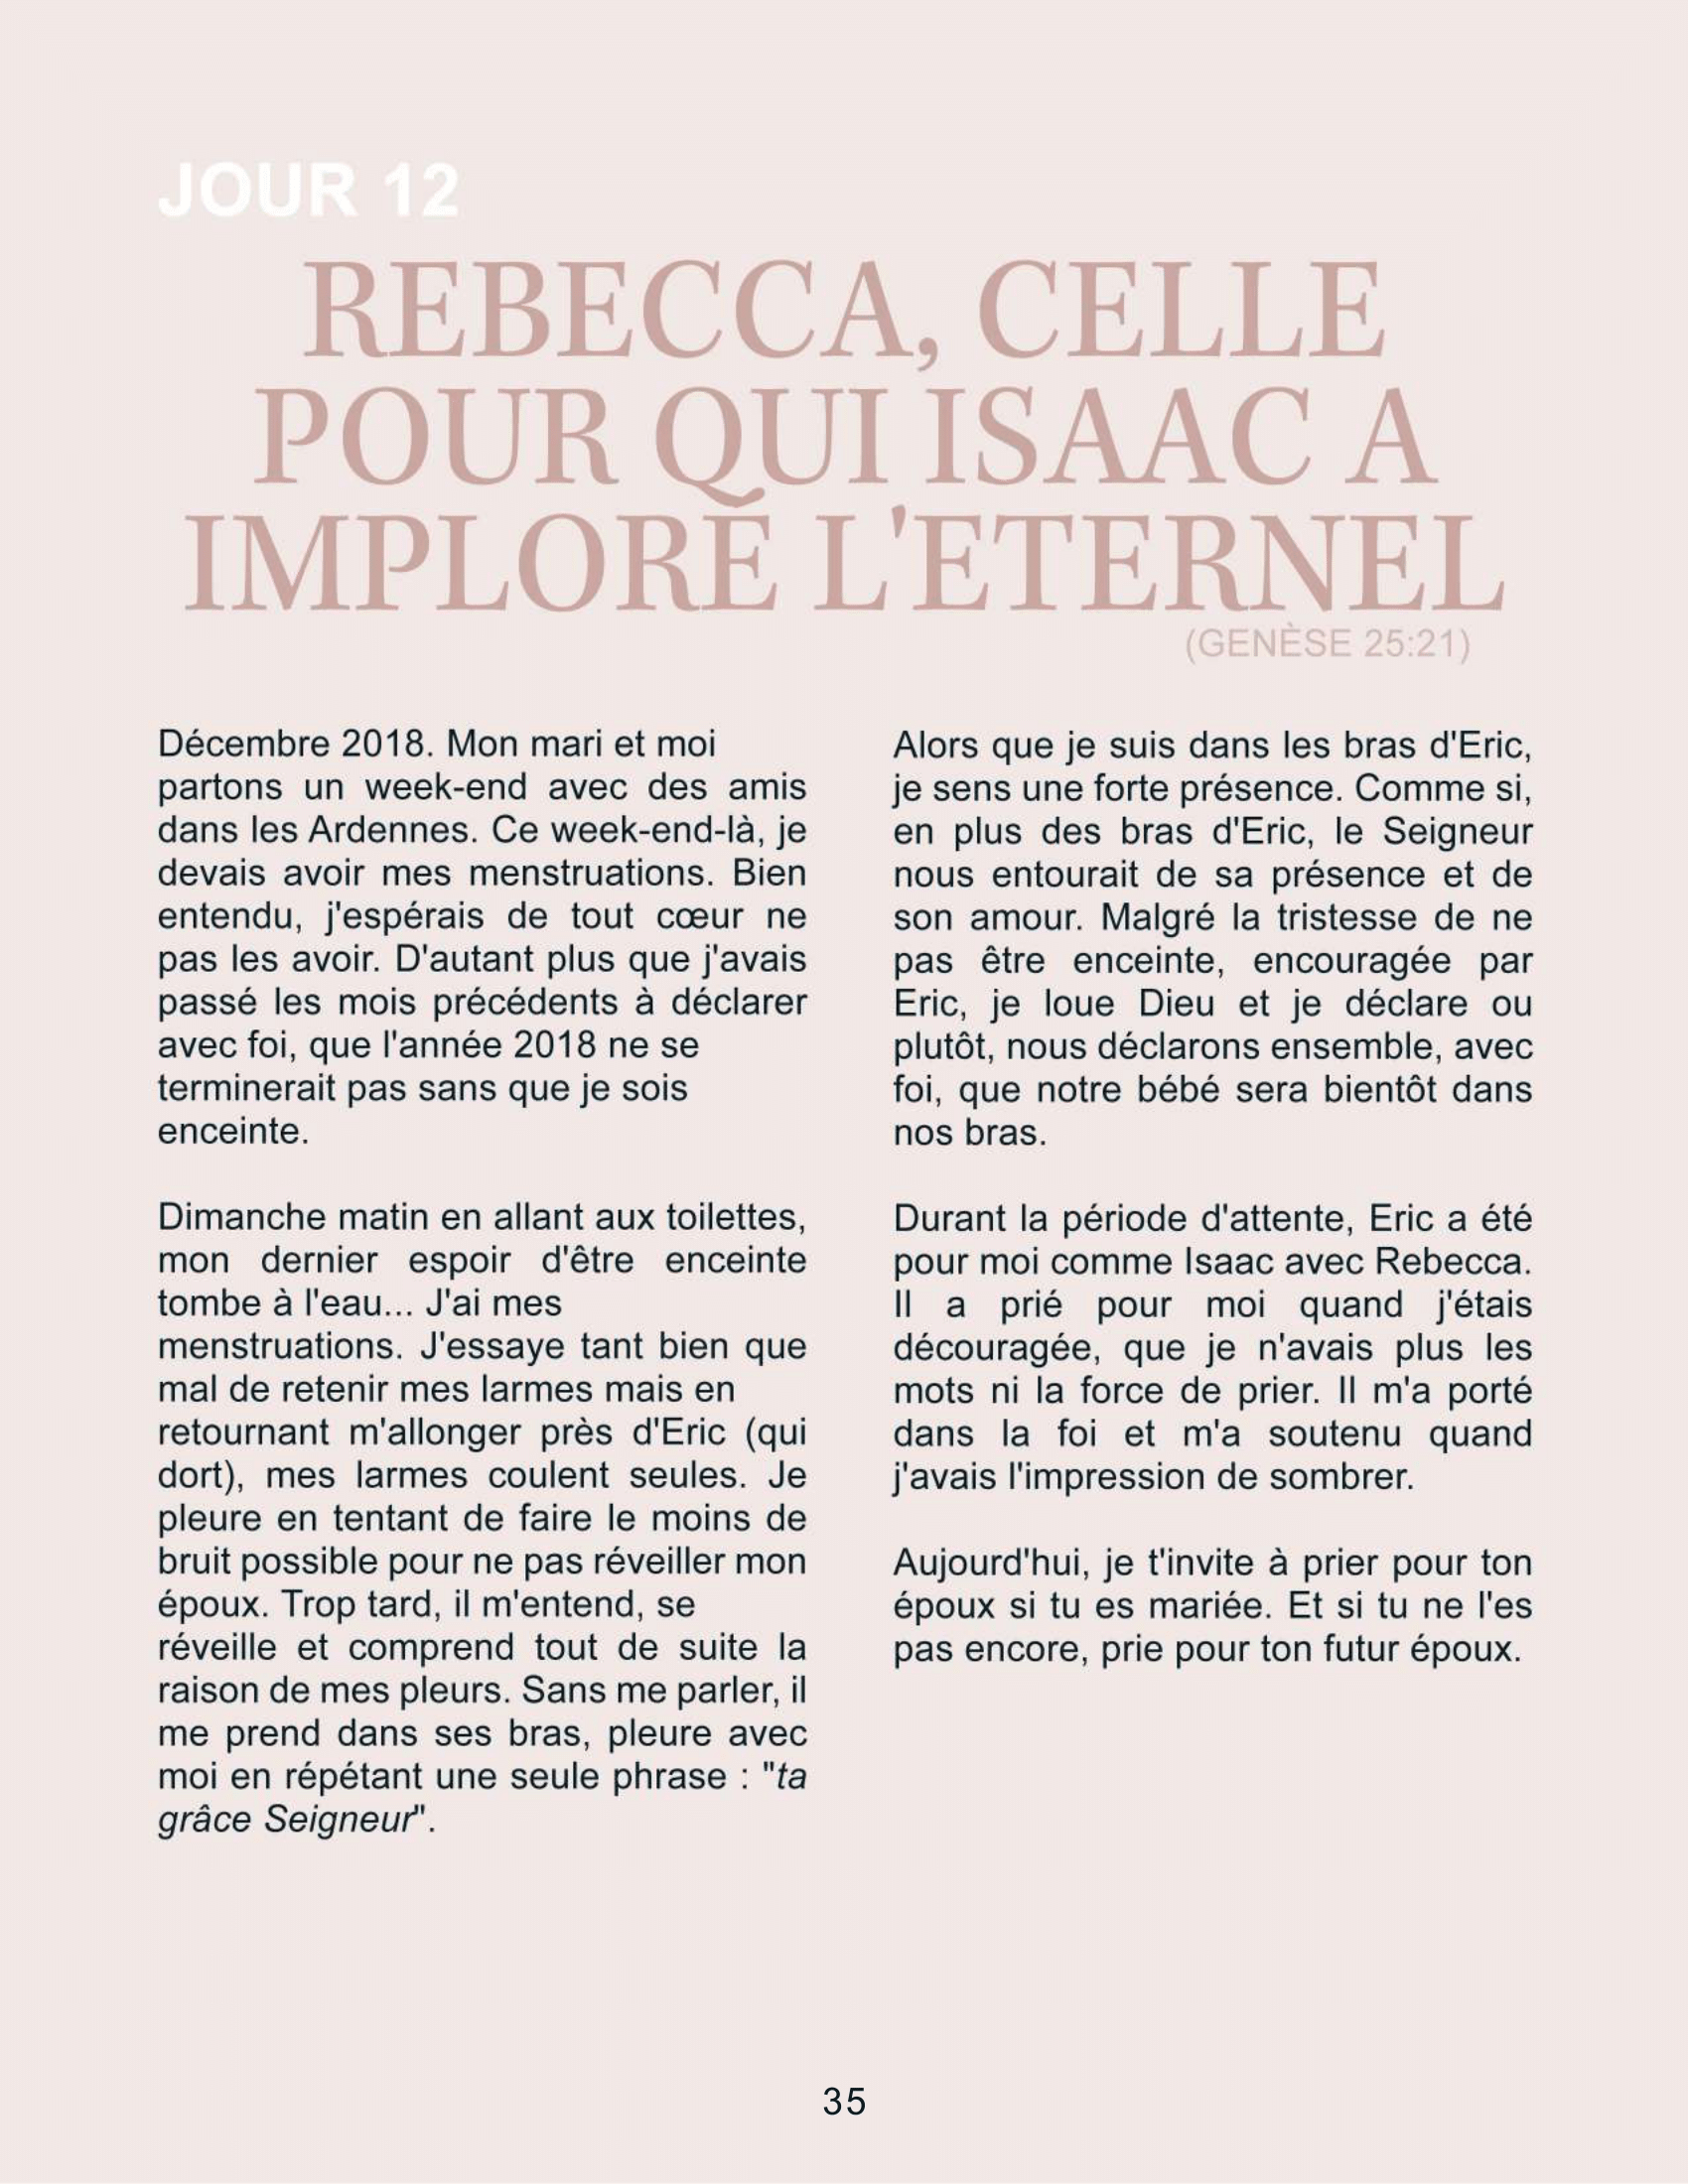 JOUR 12
REBECCA, CELLE
POUR QUI ISAAC A
IMPLORÉ L'ETERNEL
(GENÈSE 25:21)
Décembre 2018. Mon mari et moi
partons un week-end avec des amis
dans les Ardennes. Ce week-end-là, je
devais avoir mes menstruations. Bien
entendu, j'espérais de tout cœur ne
pas les avoir. D'autant plus que j'avais
passé les mois précédents à déclarer
avec foi, que l'année 2018 ne se
terminerait pas sans que je sois
enceinte.
Dimanche matin en allant aux toilettes,
mon dernier espoir d'être enceinte
tombe à l'eau... J'ai mes
menstruations. J'essaye tant bien que
mal de retenir mes larmes mais en
retournant m'allonger près d'Eric (qui
dort), mes larmes coulent seules. Je
pleure en tentant de faire le moins de
bruit possible pour ne pas réveiller mon
époux. Trop tard, il m'entend, se
réveille et comprend tout de suite la
raison de mes pleurs. Sans me parler, il
me prend dans ses bras, pleure avec
moi en répétant une seule phrase : "ta
grâce Seigneur".
Alors que je suis dans les bras d'Eric,
je sens une forte présence. Comme si,
en plus des bras d'Eric, le Seigneur
nous entourait de sa présence et de
son amour. Malgré la tristesse de ne
pas être enceinte, encouragée par
Eric, je loue Dieu et je déclare ou
plutôt, nous déclarons ensemble, avec
foi, que notre bébé sera bientôt dans
nos bras.
Durant la période d'attente, Eric a été
pour moi comme Isaac avec Rebecca.
Il a prié pour moi quand j'étais
découragée, que je n'avais plus les
mots ni la force de prier. Il m'a porté
dans la foi et m'a soutenu quand
j'avais l'impression de sombrer.
Aujourd'hui, je t'invite à prier pour ton
époux si tu es mariée. Et si tu ne l'es
pas encore, prie pour ton futur époux.
35